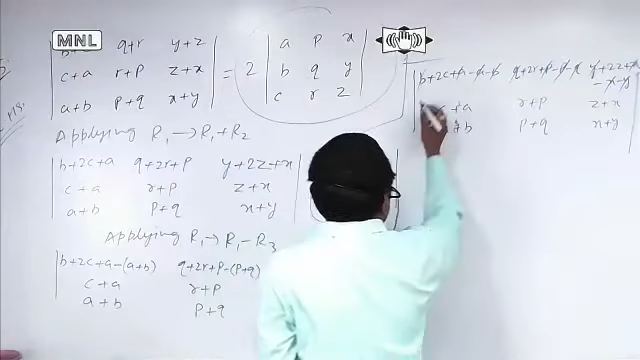 MNL
b+c q+r y+z
c+a r+p z+x
a+b p+q x+y
= 2
a p x
b q y
c r z
Applying R₁→R₁+R₂
b+2c+a q+2r+p y+2z+x
c+a r+p z+x
a+b p+q x+y
Applying R₁→R₁-R₃
b+2c+a-(a+b) q+2r+p-(p+q)
c+a r+p
a+b p+q
b+2c+a-a-b q+2r+p-p-q y+2z+x
-x-y
+a r+p z+x
+b p+q x+y